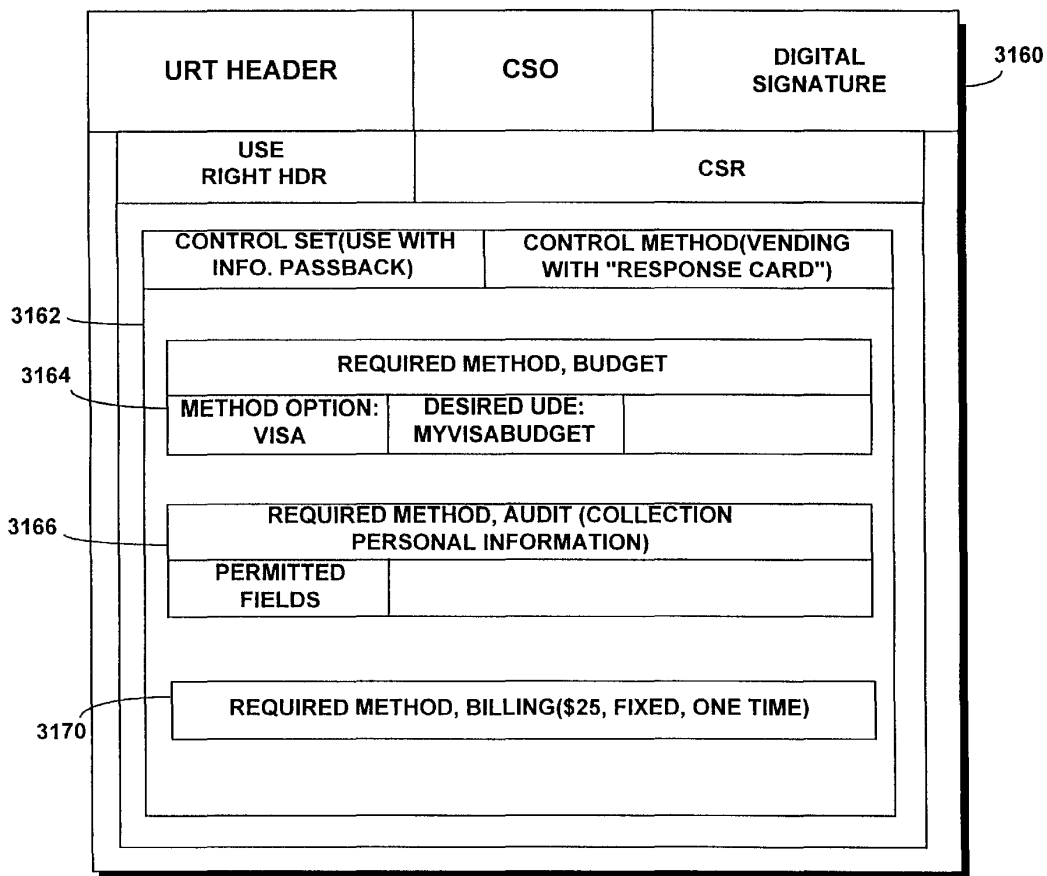 URT HEADER
CSO
DIGITAL
SIGNATURE
3160
USE
RIGHT HDR
CSR
CONTROL SET(USE WITH
INFO. PASSBACK)
CONTROL METHOD(VENDING
WITH "RESPONSE CARD")
3162
REQUIRED METHOD, BUDGET
3164
METHOD OPTION:
VISA
DESIRED UDE:
MYVISABUDGET
3166
REQUIRED METHOD, AUDIT (COLLECTION
PERSONAL INFORMATION)
PERMITTED
FIELDS
REQUIRED METHOD, BILLING($25, FIXED, ONE TIME)
3170